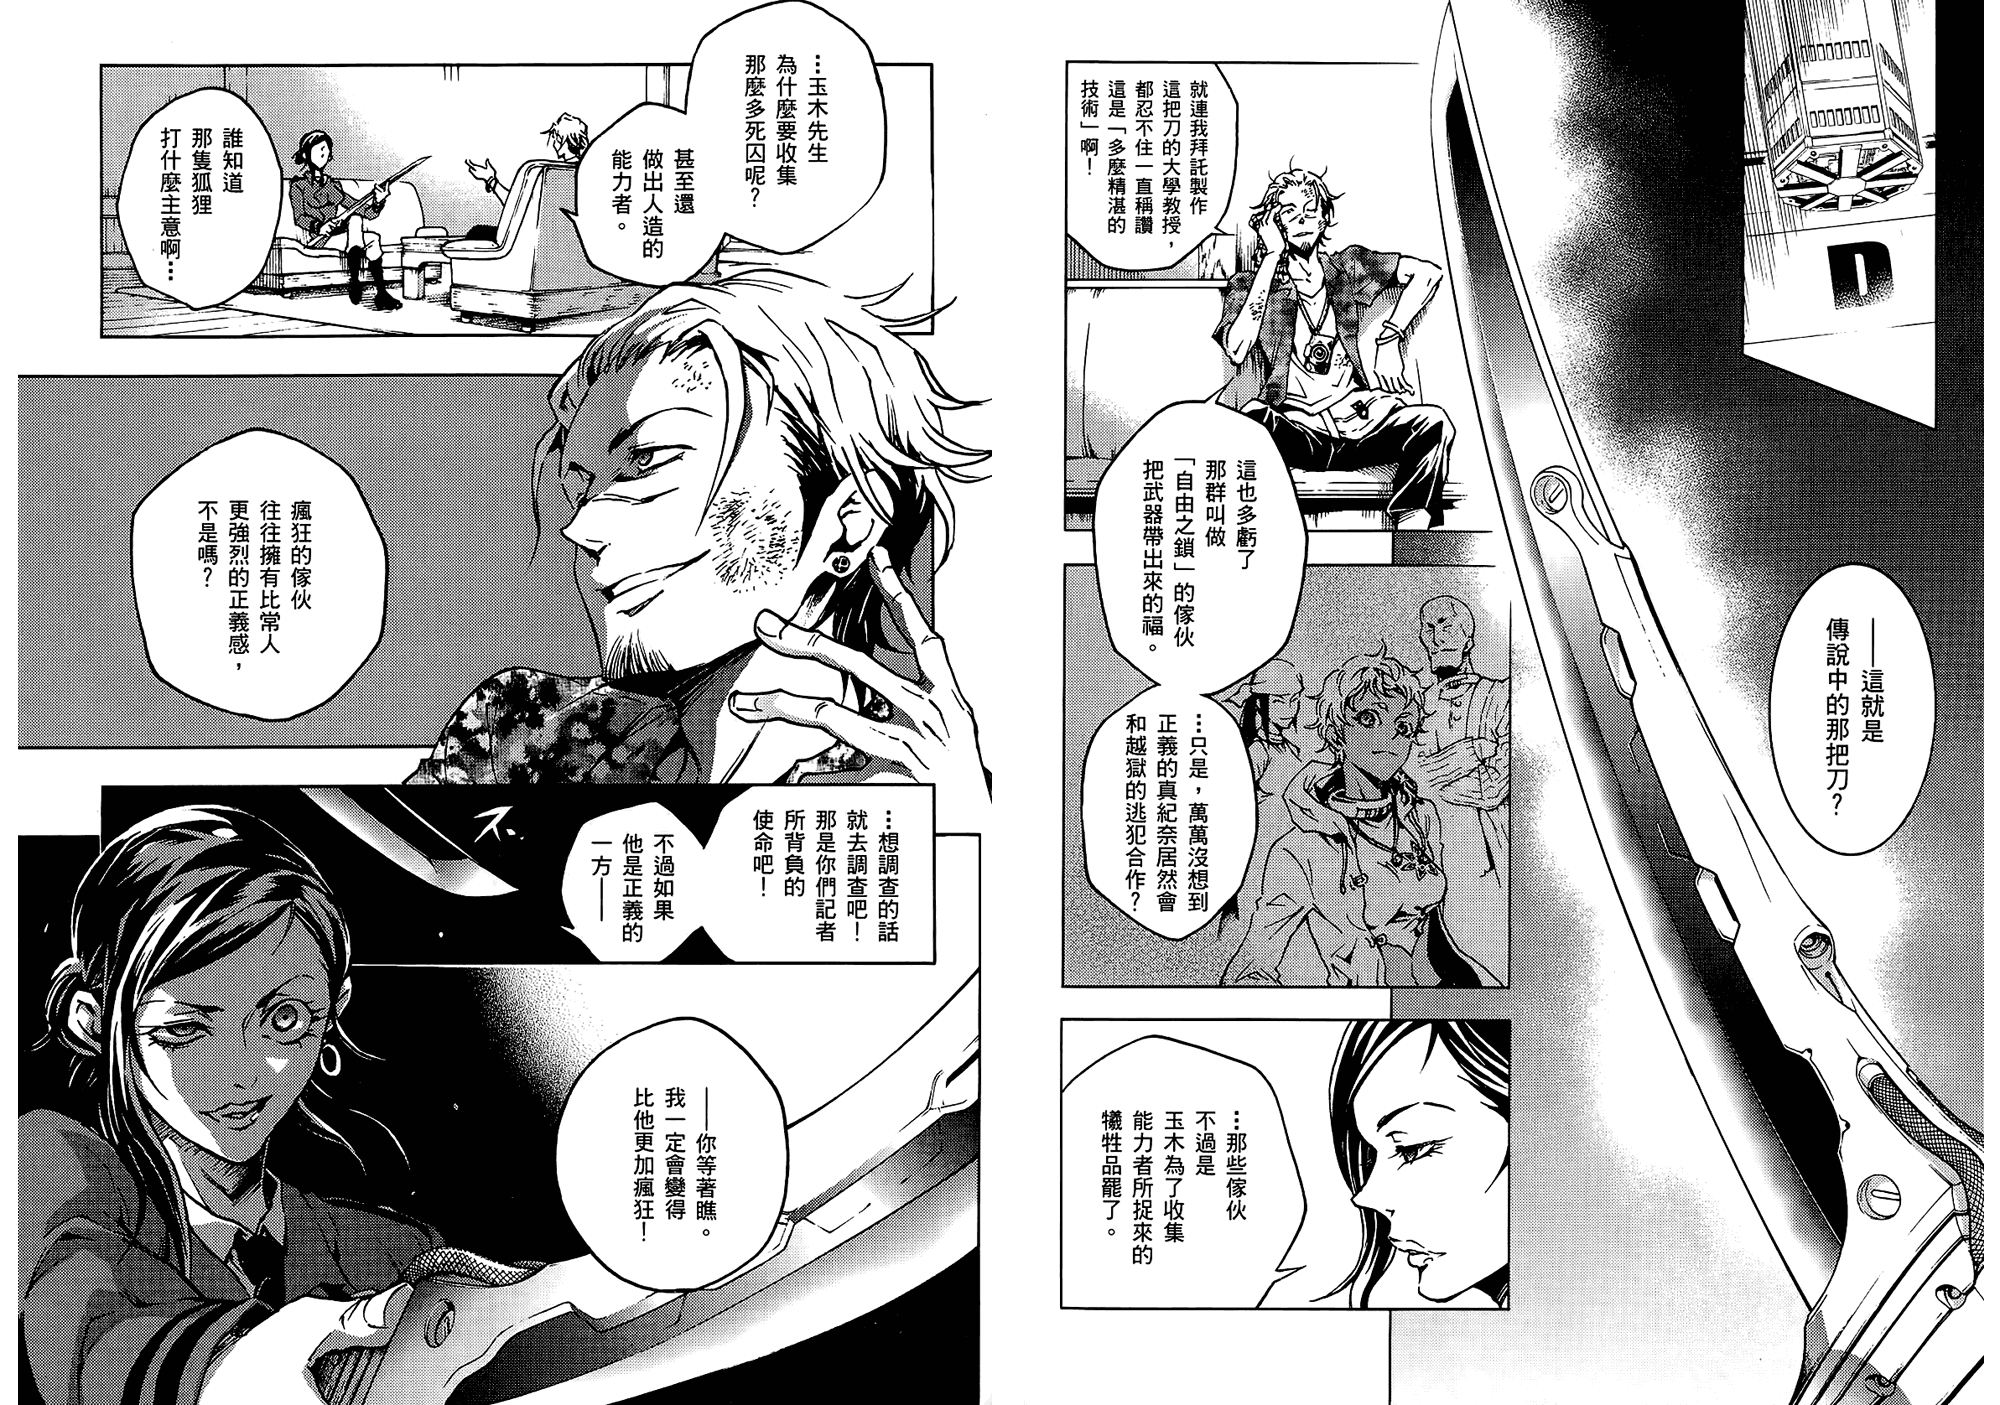 ——這就是
傳說中的那把刀？
D
就連我拜託製作
這把刀的大學教授，
都忍不住一直稱讚
這是「多麼精湛的
技術」啊！
這也多虧了
那群叫做
「自由之鎖」的傢伙
把武器帶出來的福。
…只是，萬萬沒想到
正義的真紀奈居然會
和越獄的逃犯合作？
…那些傢伙
不過是
玉木為了收集
能力者所捉來的
犧牲品罷了。
…玉木先生
為什麼要收集
那麼多死囚呢？
甚至還
做出人造的
能力者。
誰知道
那隻狐狸
打什麼主意啊…
瘋狂的傢伙
往往擁有比常人
更強烈的正義感，
不是嗎？
…想調查的話
就去調查吧！
那是你們記者
所背負的
使命吧！
不過如果
他是正義的
一方——
ス…
——你等著瞧。
我一定會變得
比他更加瘋狂！